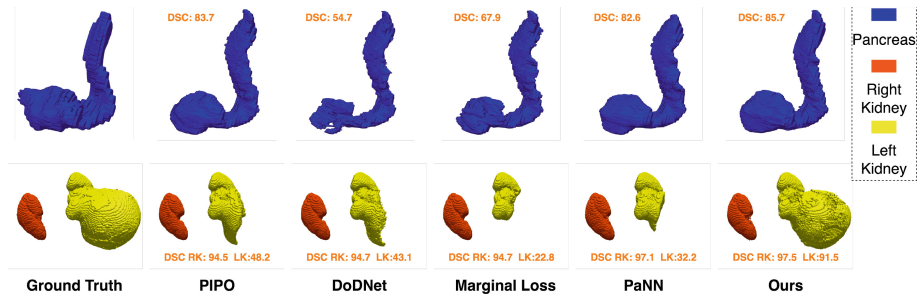 DSC: 83.7
DSC: 54.7
DSC: 67.9
DSC: 82.6
DSC: 85.7
Pancreas
Right
Kidney
Left
Kidney
DSC RK: 94.5 LK:48.2
DSC RK: 94.7 LK:43.1
DSC RK: 94.7 LK:22.8
DSC RK: 97.1 LK:32.2
DSC RK: 97.5 LK:91.5
Ground Truth
PIPO
DoDNet
Marginal Loss
PaNN
Ours